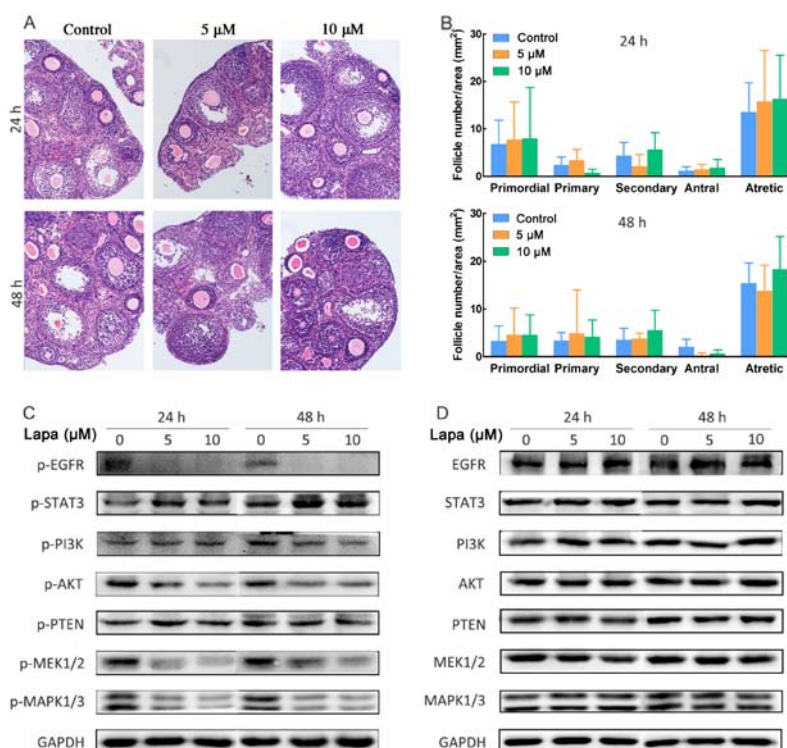 A
Control
5 µM
10 µM
24 h
48 h
B
Follicle number/area (mm²)
30
20
10
0
24 h
Control
5 µM
10 µM
Primordial Primary Secondary Antral Atretic
Follicle number/area (mm²)
30
20
10
0
48 h
Control
5 µM
10 µM
Primordial Primary Secondary Antral Atretic
C
24 h 48 h
Lapa (µM) 0 5 10 0 5 10
p-EGFR
p-STAT3
p-PI3K
p-AKT
p-PTEN
p-MEK1/2
p-MAPK1/3
GAPDH
D
24 h 48 h
Lapa (µM) 0 5 10 0 5 10
EGFR
STAT3
PI3K
AKT
PTEN
MEK1/2
MAPK1/3
GAPDH